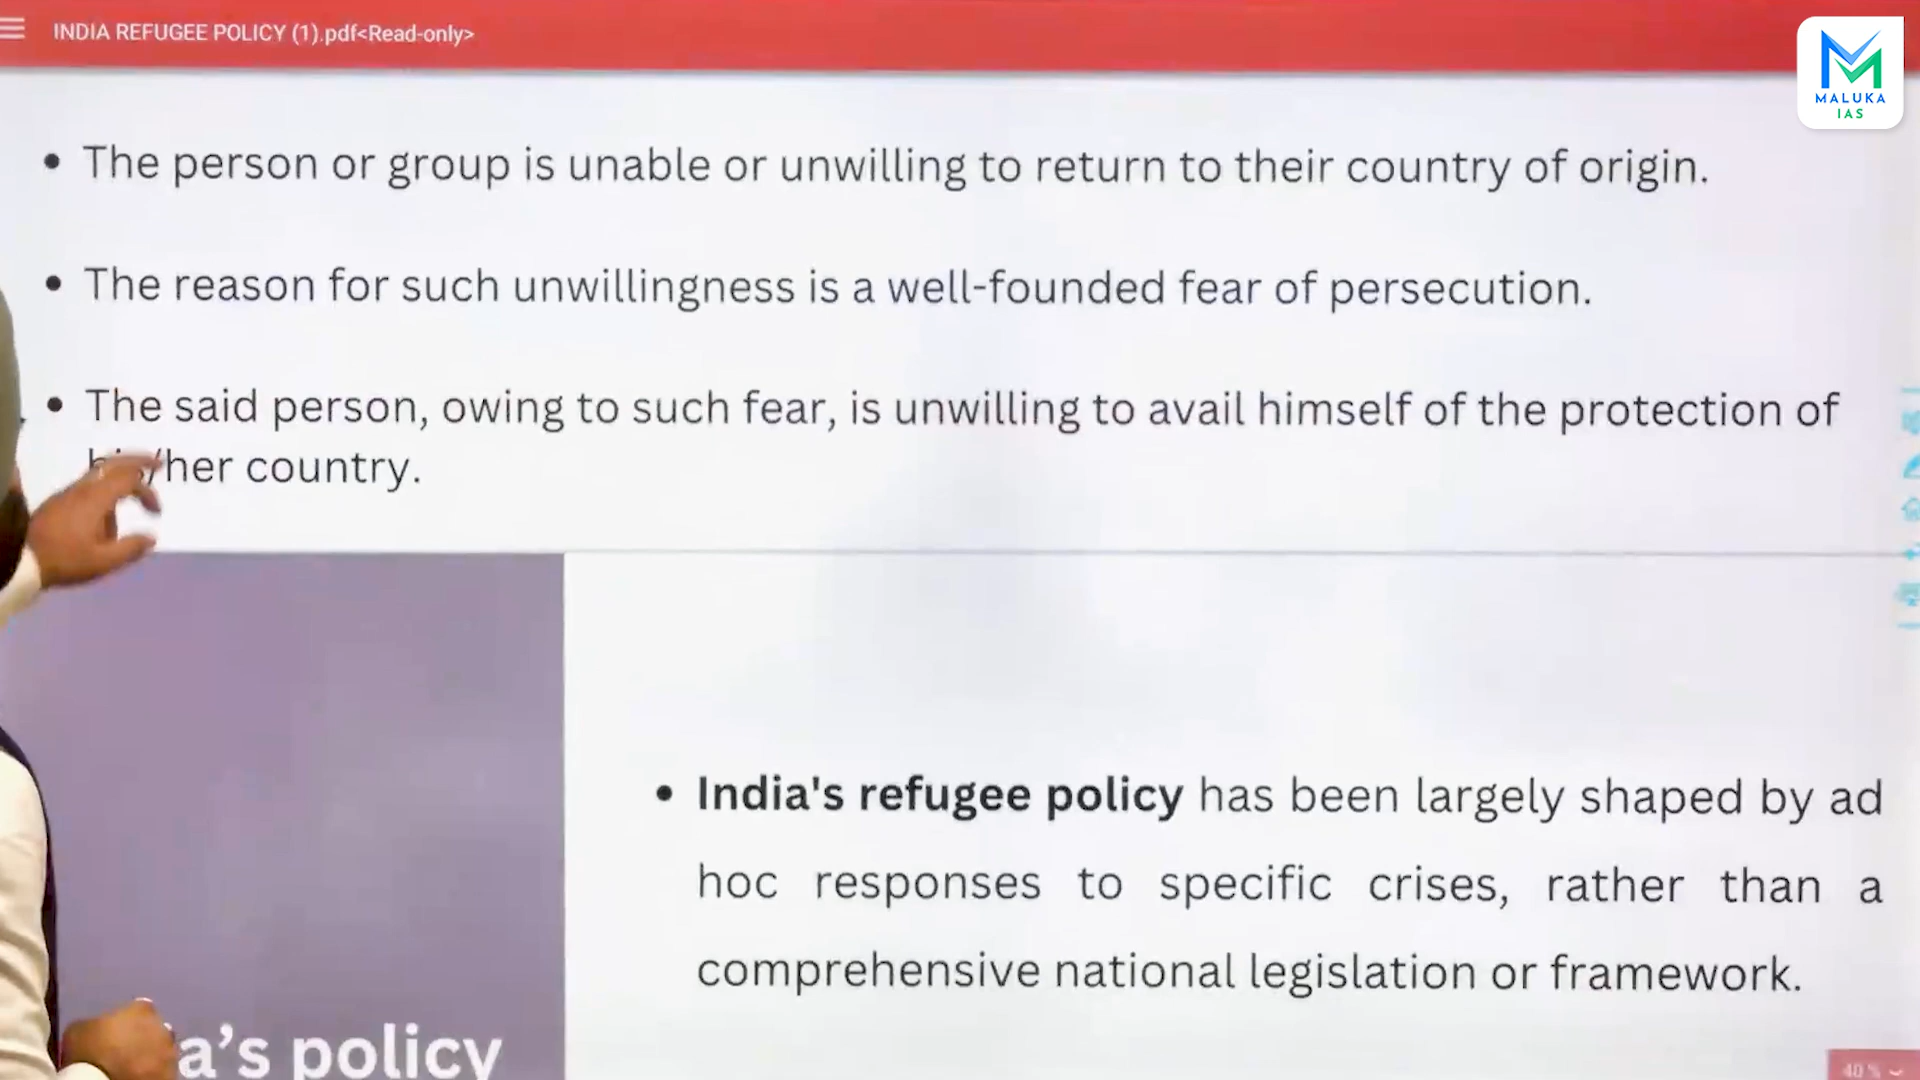 INDIA REFUGEE POLICY (1).pdf<Read-only>
MALUKA
IAS
• The person or group is unable or unwilling to return to their country of origin.
• The reason for such unwillingness is a well-founded fear of persecution.
• The said person, owing to such fear, is unwilling to avail himself of the protection of
/her country.
• India's refugee policy has been largely shaped by ad
hoc responses to specific crises, rather than a
comprehensive national legislation or framework.
a's policy
40 %